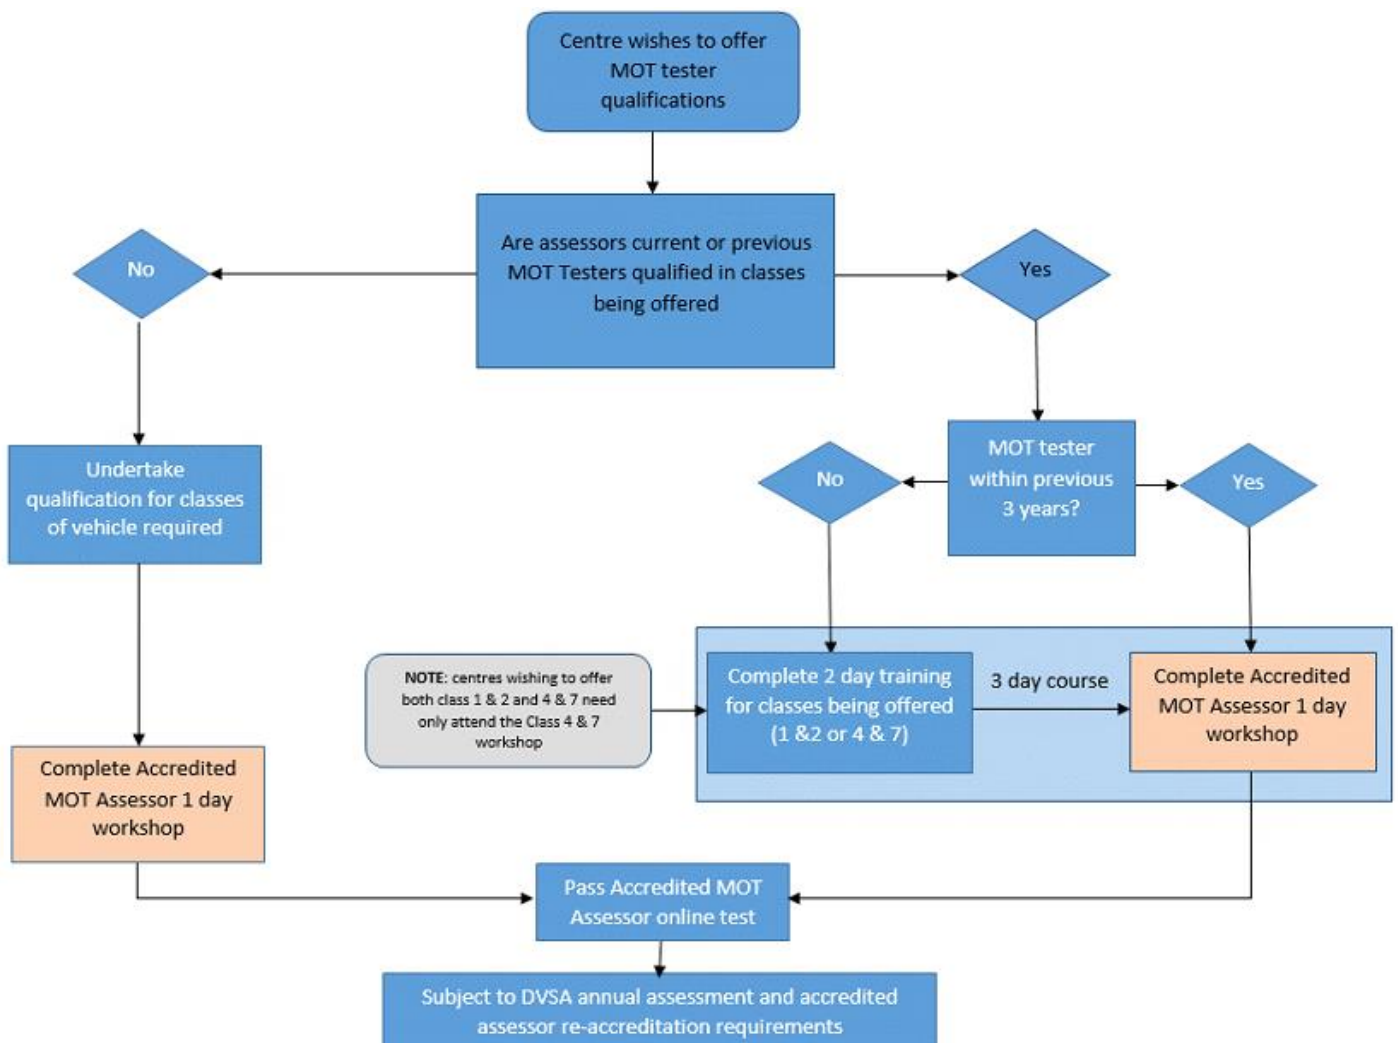 Centre wishes to offer
MOT tester
qualifications
Are assessors current or previous
MOT Testers qualified in classes
being offered
No
Yes
Undertake
qualification for classes
of vehicle required
MOT tester
within previous
3 years?
No
Yes
NOTE: centres wishing to offer
both class 1 & 2 and 4 & 7 need
only attend the Class 4 & 7
workshop
Complete 2 day training
for classes being offered
(1 &2 or 4 & 7)
3 day course
Complete Accredited
MOT Assessor 1 day
workshop
Complete Accredited
MOT Assessor 1 day
workshop
Pass Accredited MOT
Assessor online test
Subject to DVSA annual assessment and accredited
assessor re-accreditation requirements